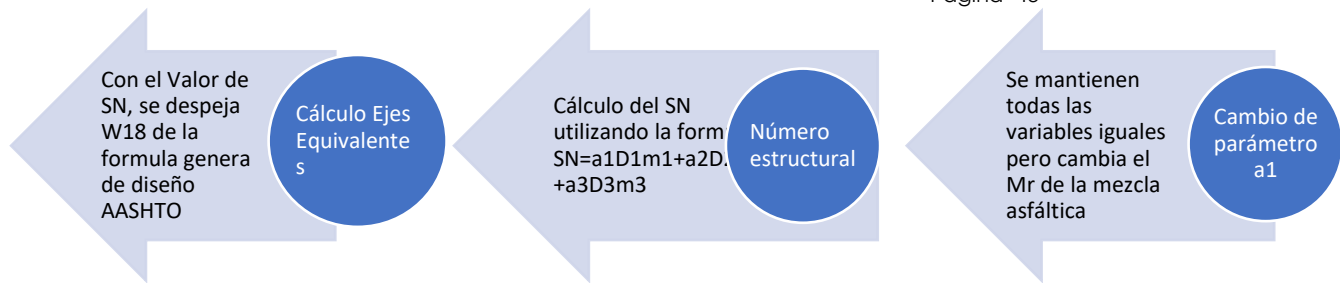 Con el Valor de
SN, se despeja
W18 de la
formula genera
de diseño
AASHTO
Cálculo Ejes
Equivalente
s
Cálculo del SN
utilizando la form
SN=a1D1m1+a2D
+a3D3m3
Número
estructural
Se mantienen
todas las
variables iguales
pero cambia el
Mr de la mezcla
asfáltica
Cambio de
parámetro
a1